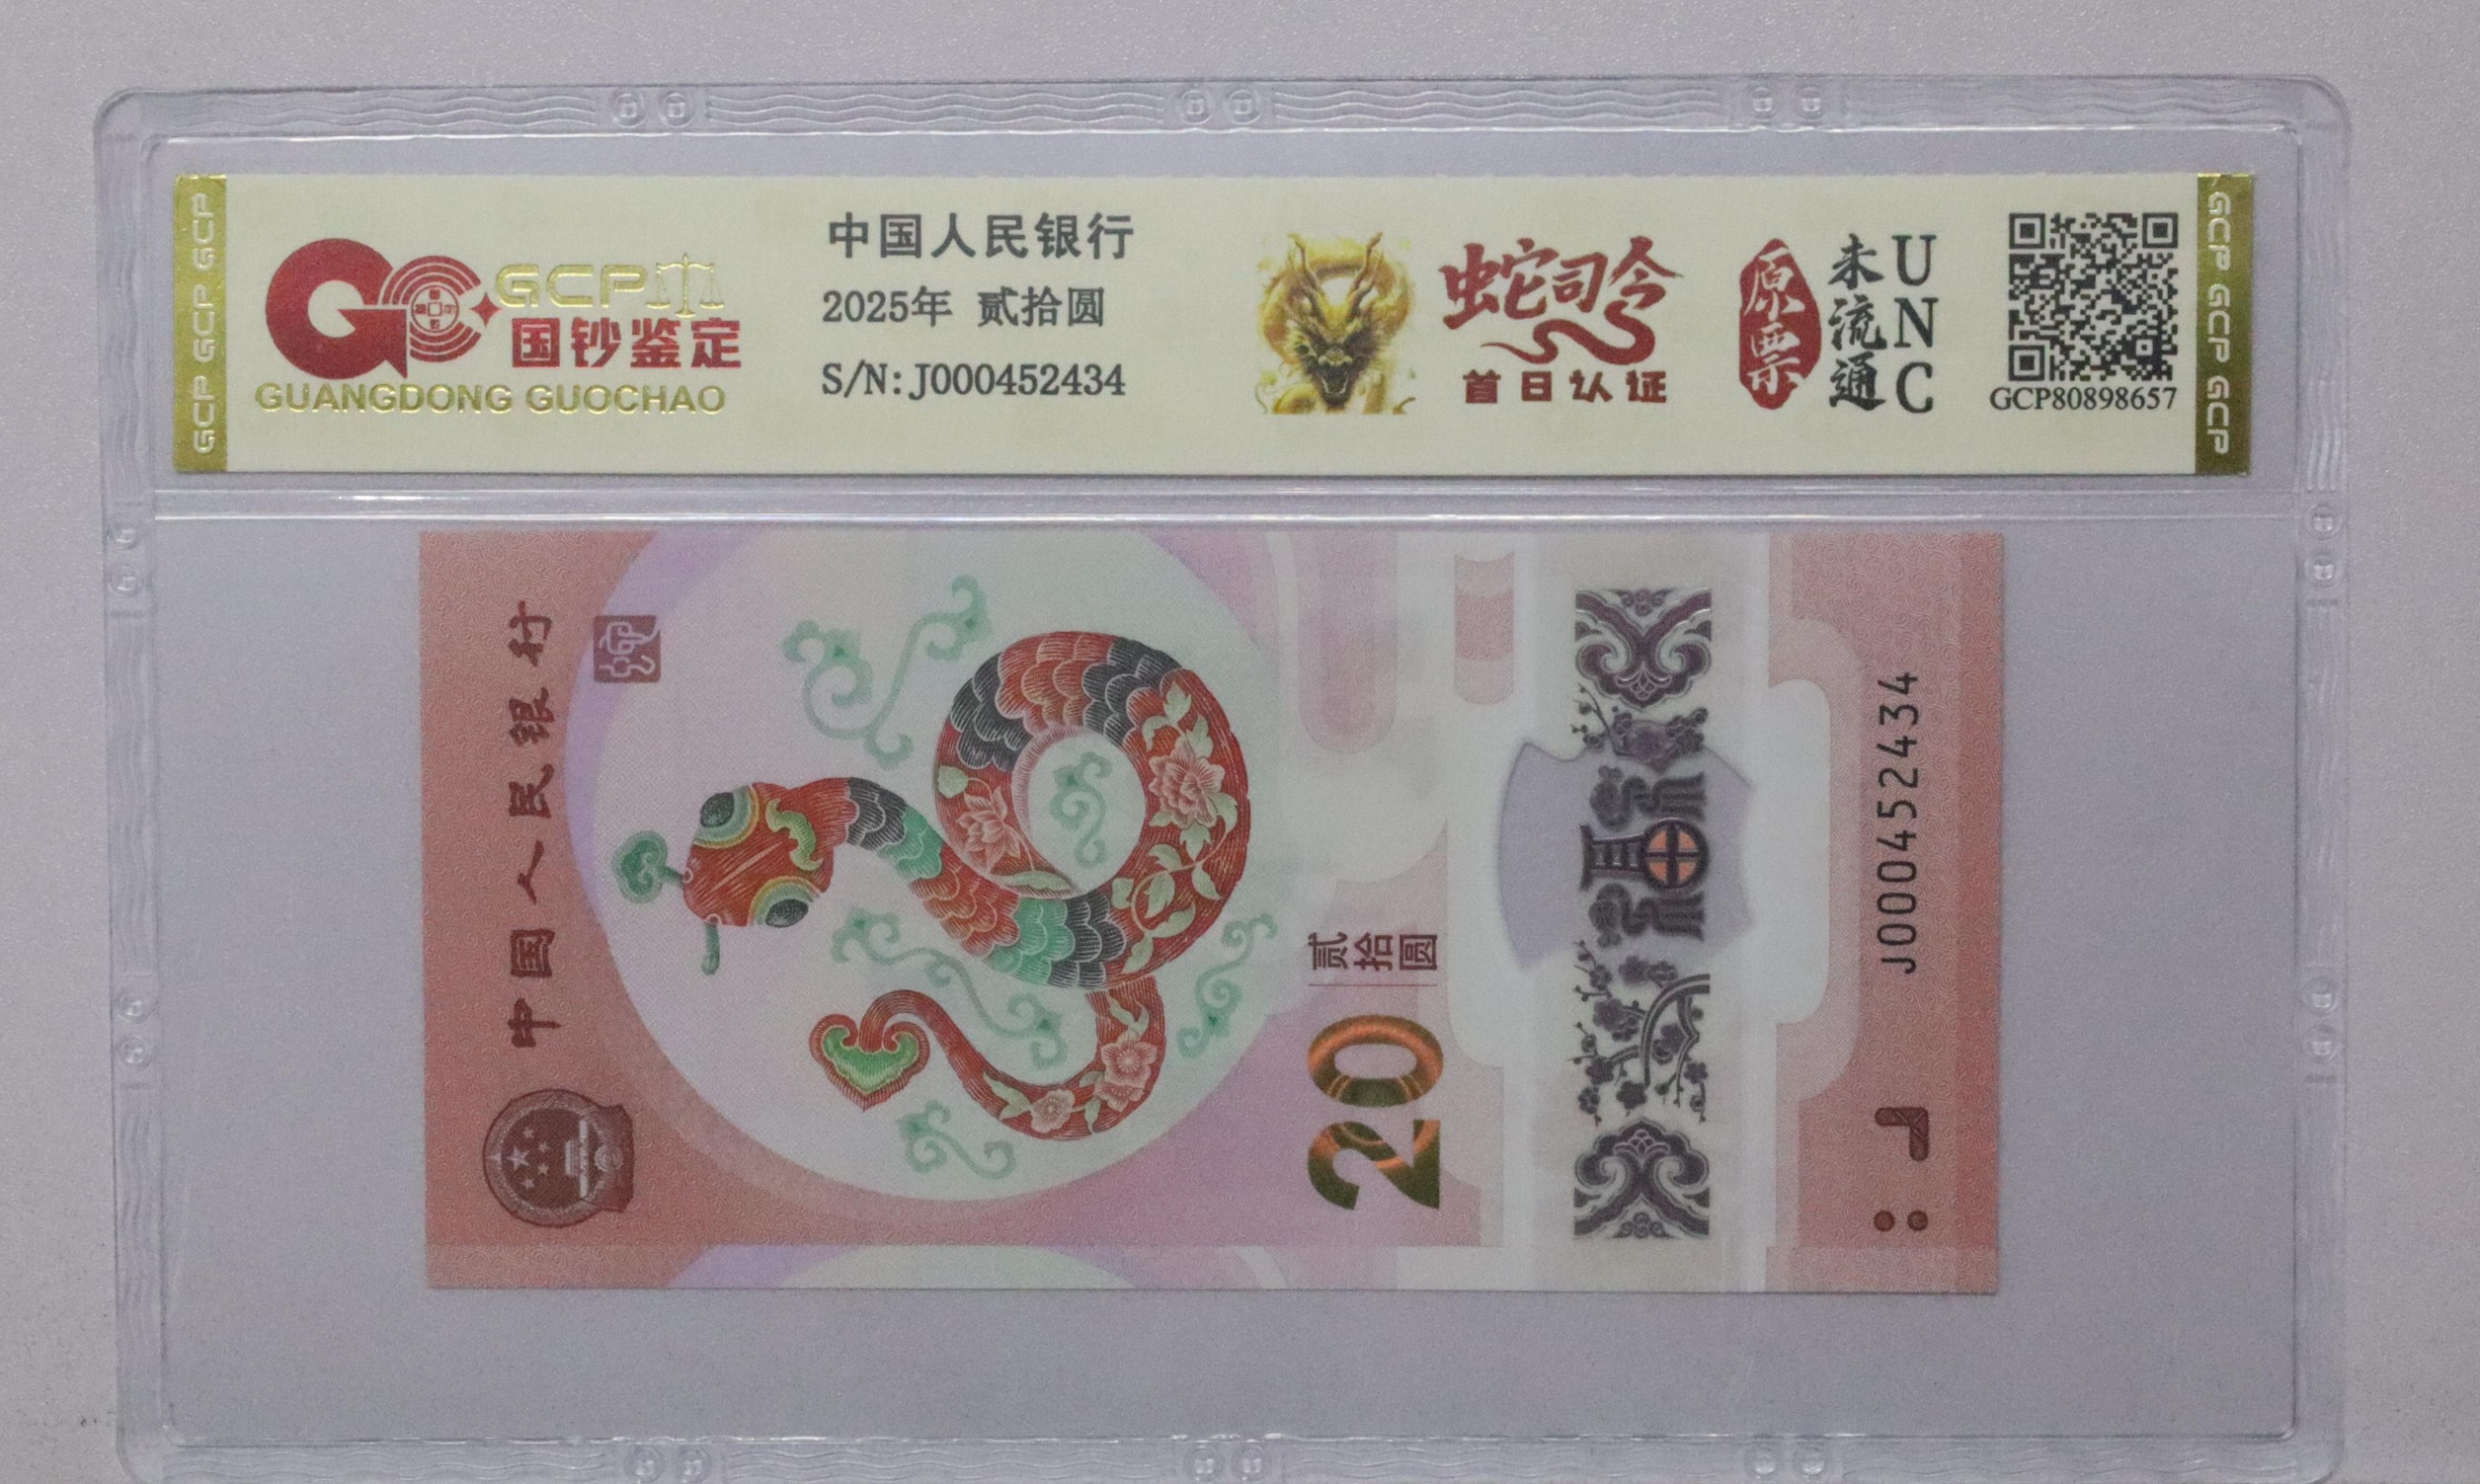 GCP GCP GCP
GCP
国钞鉴定
GUANGDONG GUOCHAO
中国人民银行
2025年 贰拾圆
S/N: J000452434
蛇司令
首日认证
原票
未流通
UNC
GCP80898657
GCP GCP GCP
中国人民银行
贰拾圆
20
福
J000452434